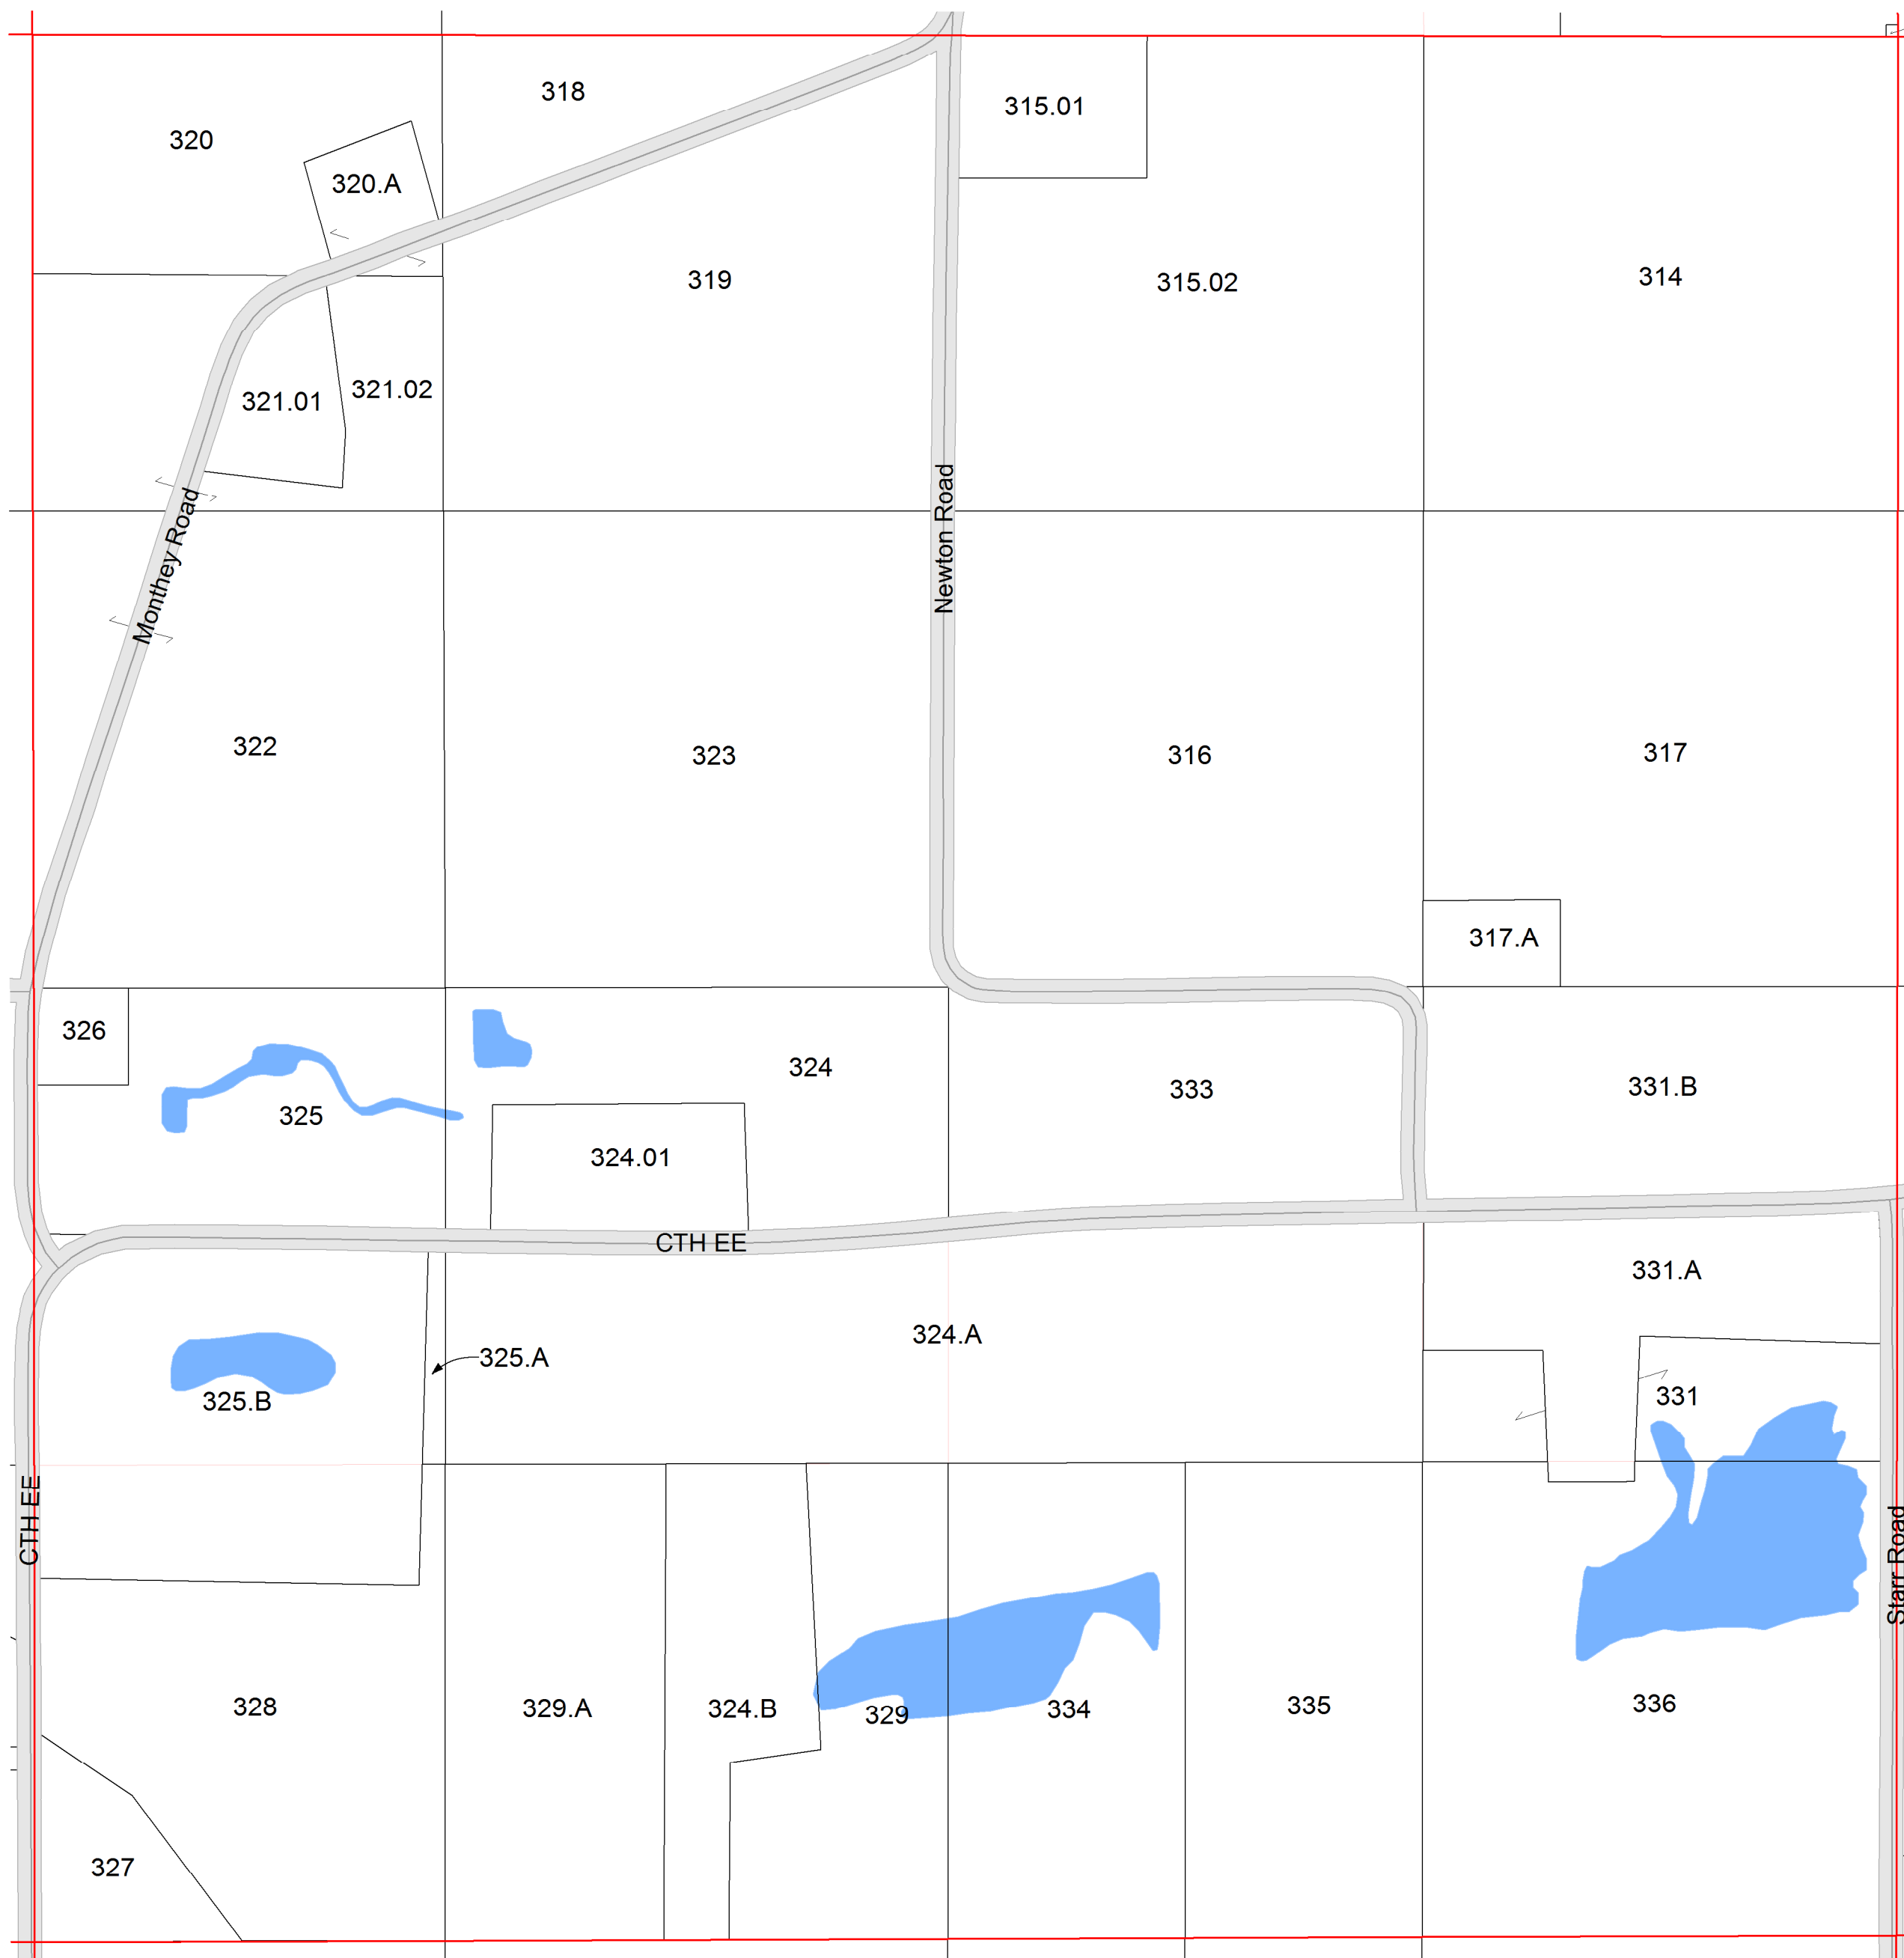 318
315.01
320
320.A
319
315.02
314
321.01
321.02
Newton Road
Monthey Road
322
323
316
317
317.A
326
325
324
333
331.B
324.01
CTH EE
331.A
324.A
325.A
325.B
331
CTH EE
Starr Road
328
329.A
324.B
329
334
335
336
327